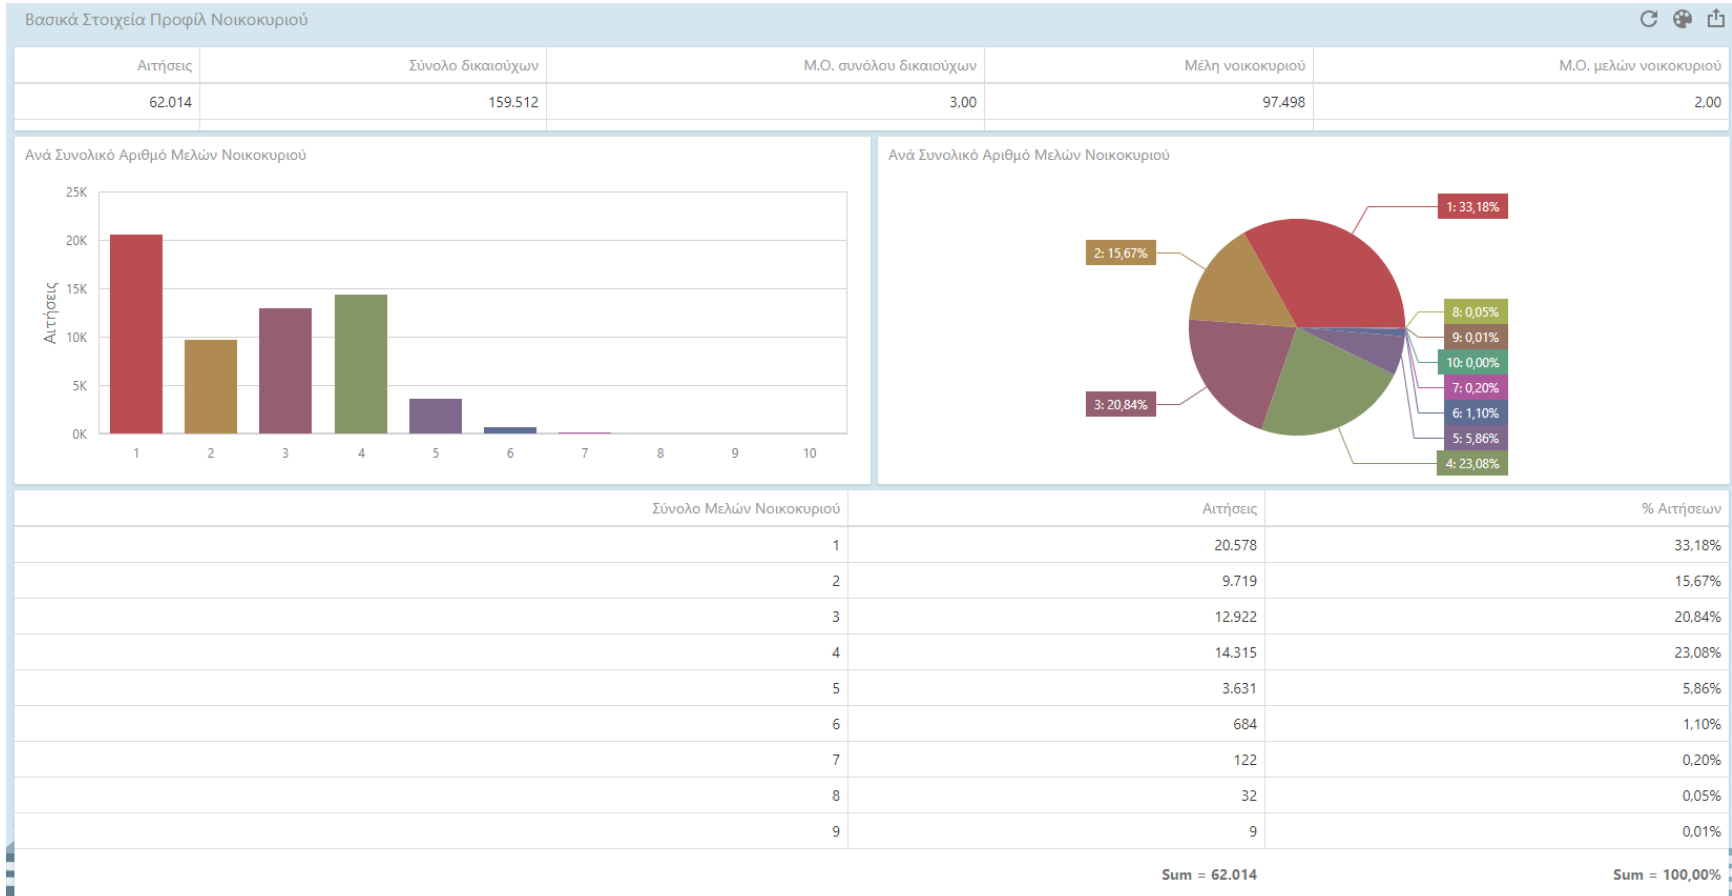 Βασικά Στοιχεία Προφίλ Νοικοκυριού
Αιτήσεις Σύνολο δικαιούχων Μ.Ο. συνόλου δικαιούχων Μέλη νοικοκυριού Μ.Ο. μελών νοικοκυριού
62.014 159.512 3,00 97.498 2,00
Ανά Συνολικό Αριθμό Μελών Νοικοκυριού
25K
20K
15K
10K
5K
0K
Αιτήσεις
1 2 3 4 5 6 7 8 9 10
Ανά Συνολικό Αριθμό Μελών Νοικοκυριού
1: 33,18%
2: 15,67%
8: 0,05%
9: 0,01%
10: 0,00%
7: 0,20%
3: 20,84%
6: 1,10%
5: 5,86%
4: 23,08%
Σύνολο Μελών Νοικοκυριού Αιτήσεις % Αιτήσεων
1 20.578 33,18%
2 9.719 15,67%
3 12.922 20,84%
4 14.315 23,08%
5 3.631 5,86%
6 684 1,10%
7 122 0,20%
8 32 0,05%
9 9 0,01%
Sum = 62.014 Sum = 100,00%